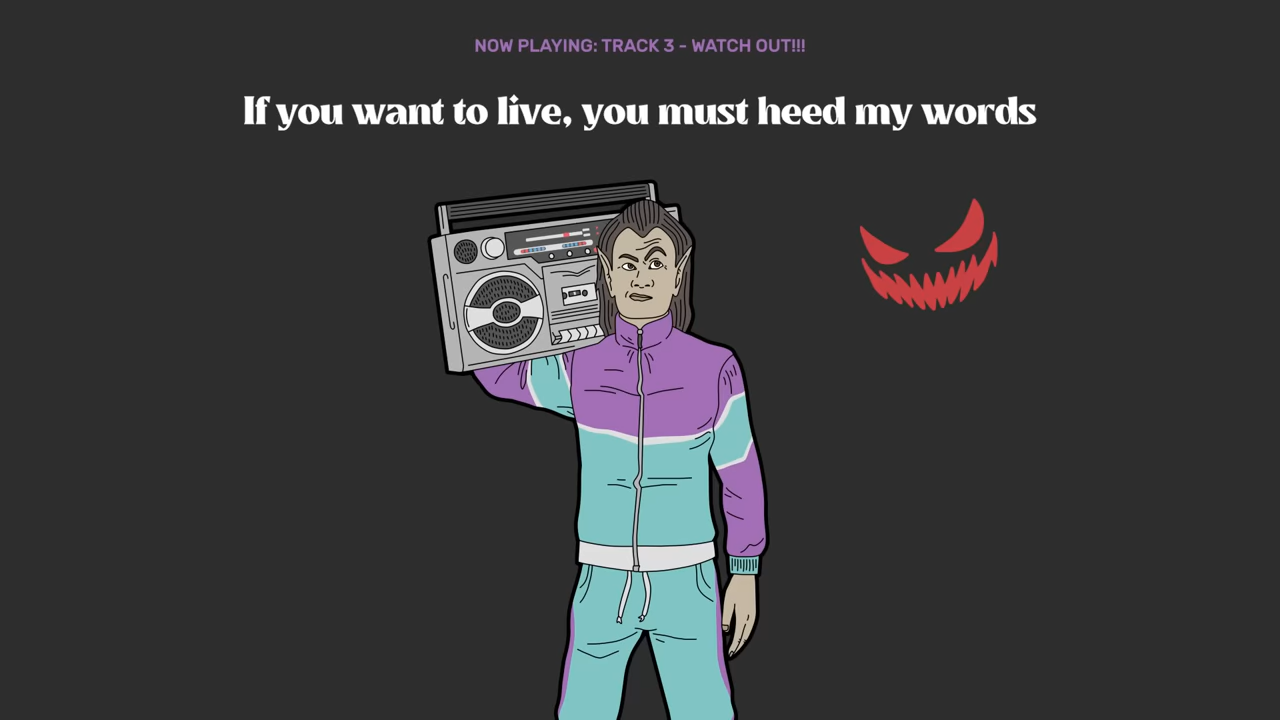 NOW PLAYING: TRACK 3 - WATCH OUT!!!
If you want to live, you must heed my words